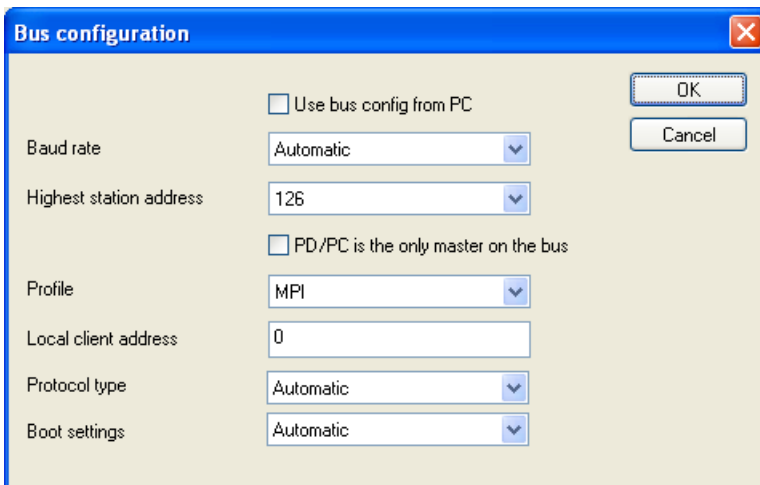 Bus configuration
Use bus config from PC
OK
Cancel
Baud rate
Automatic
Highest station address
126
PD/PC is the only master on the bus
Profile
MPI
Local client address
0
Protocol type
Automatic
Boot settings
Automatic